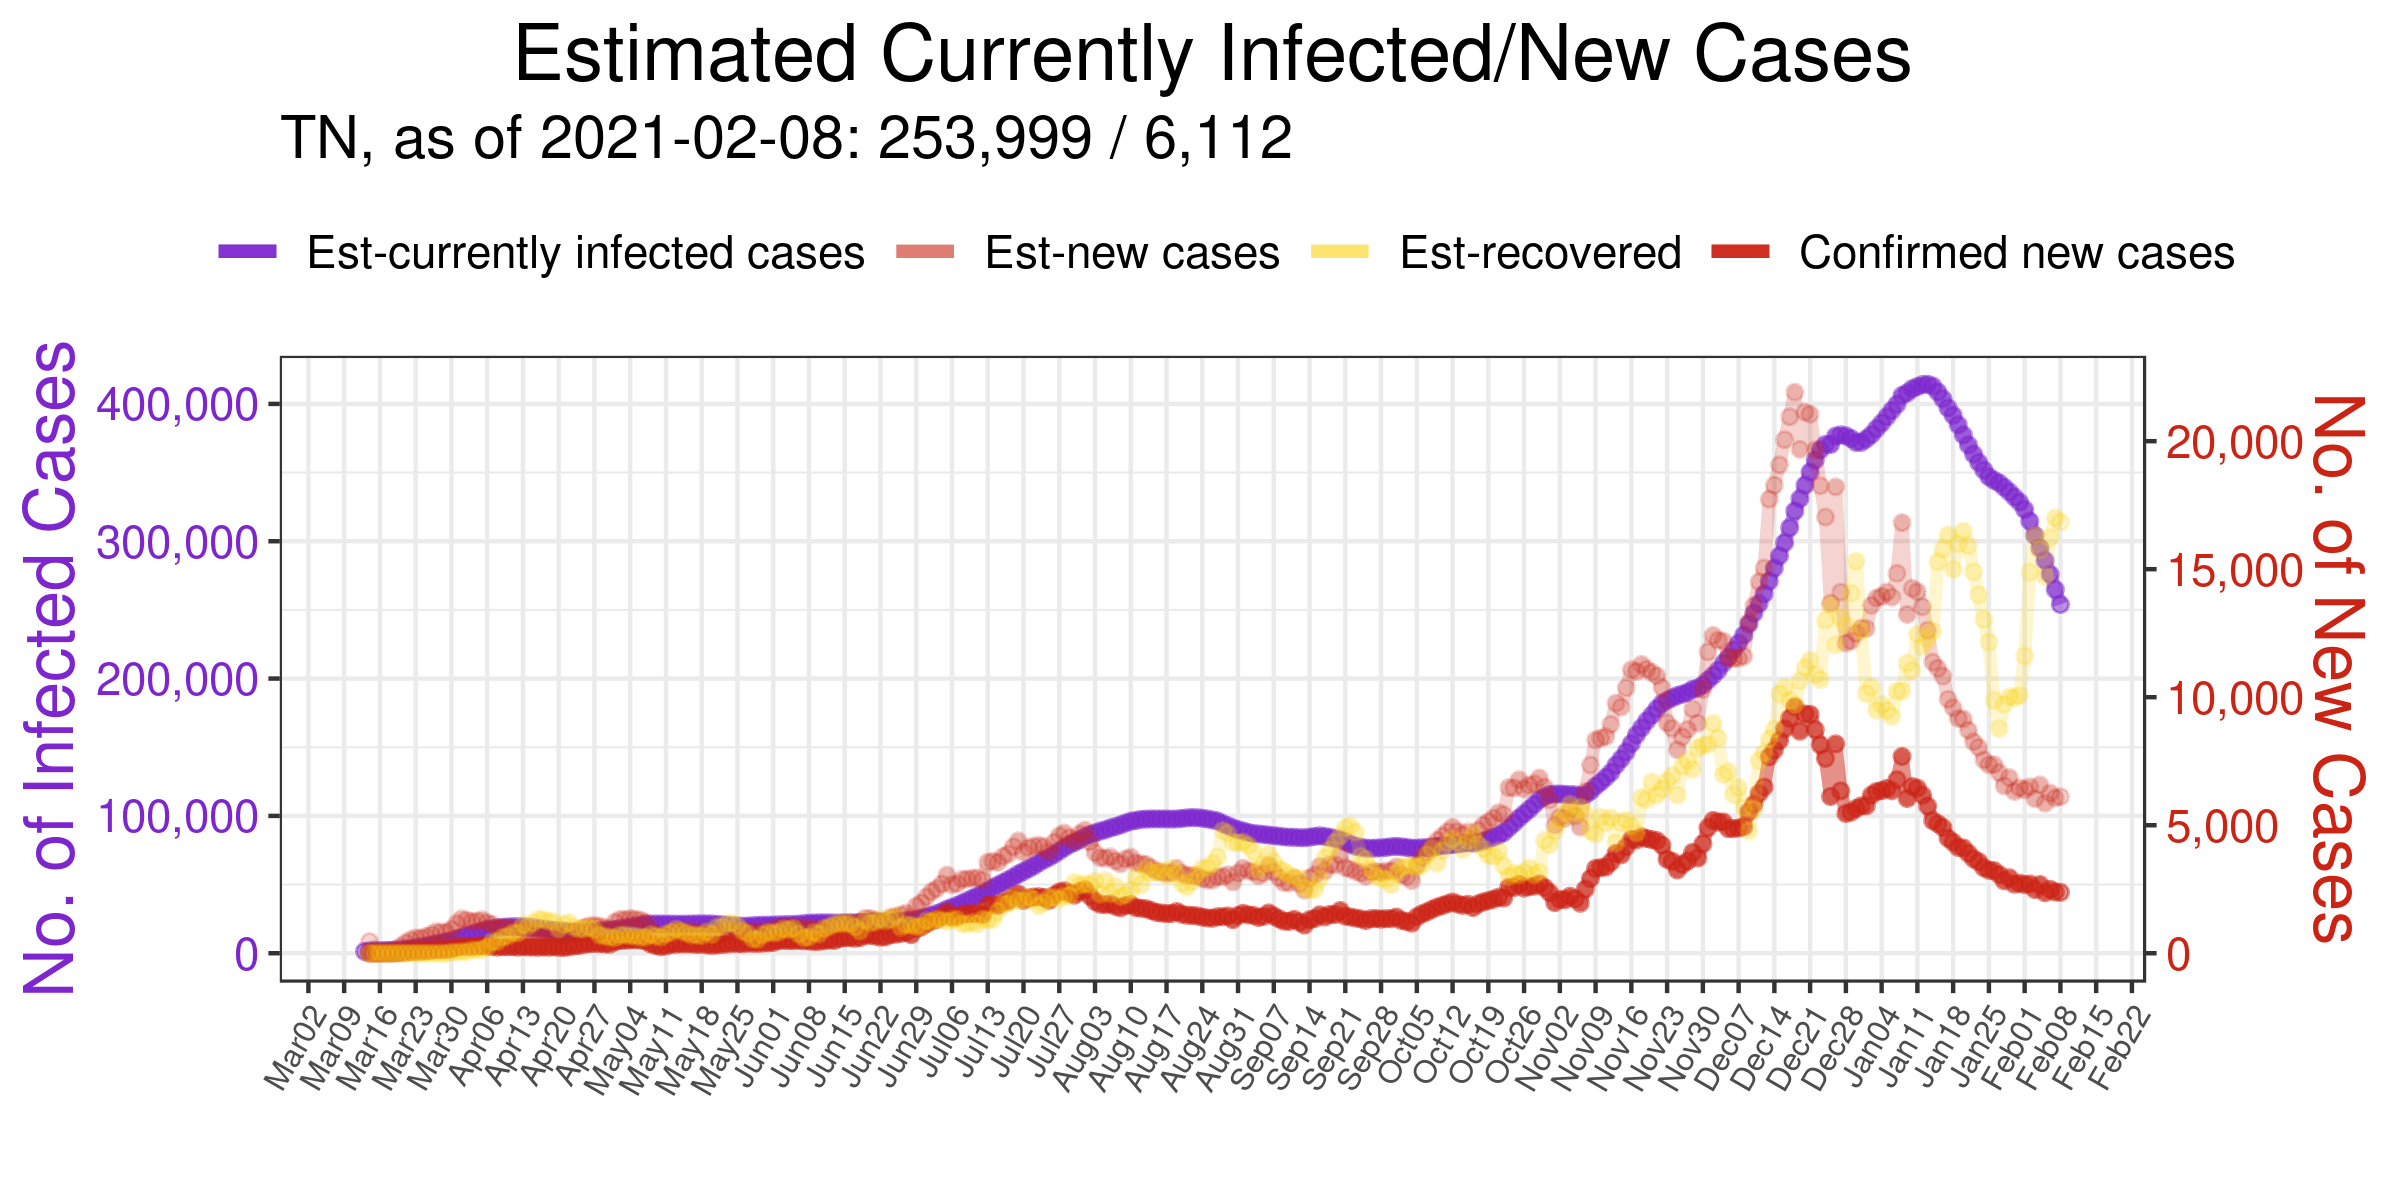 Estimated Currently Infected/New Cases
TN, as of 2021-02-08: 253,999 / 6,112
Est-currently infected cases
Est-new cases
Est-recovered
Confirmed new cases
No. of Infected Cases
400,000
300,000
200,000
100,000
0
20,000
15,000
10,000
5,000
0
No. of New Cases
Mar02
Mar09
Mar16
Mar23
Mar30
Apr06
Apr13
Apr20
Apr27
May04
May11
May18
May25
Jun01
Jun08
Jun15
Jun22
Jun29
Jul06
Jul13
Jul20
Jul27
Aug03
Aug10
Aug17
Aug24
Aug31
Sep07
Sep14
Sep21
Sep28
Oct05
Oct12
Oct19
Oct26
Nov02
Nov09
Nov16
Nov23
Nov30
Dec07
Dec14
Dec21
Dec28
Jan04
Jan11
Jan18
Jan25
Feb01
Feb08
Feb15
Feb22